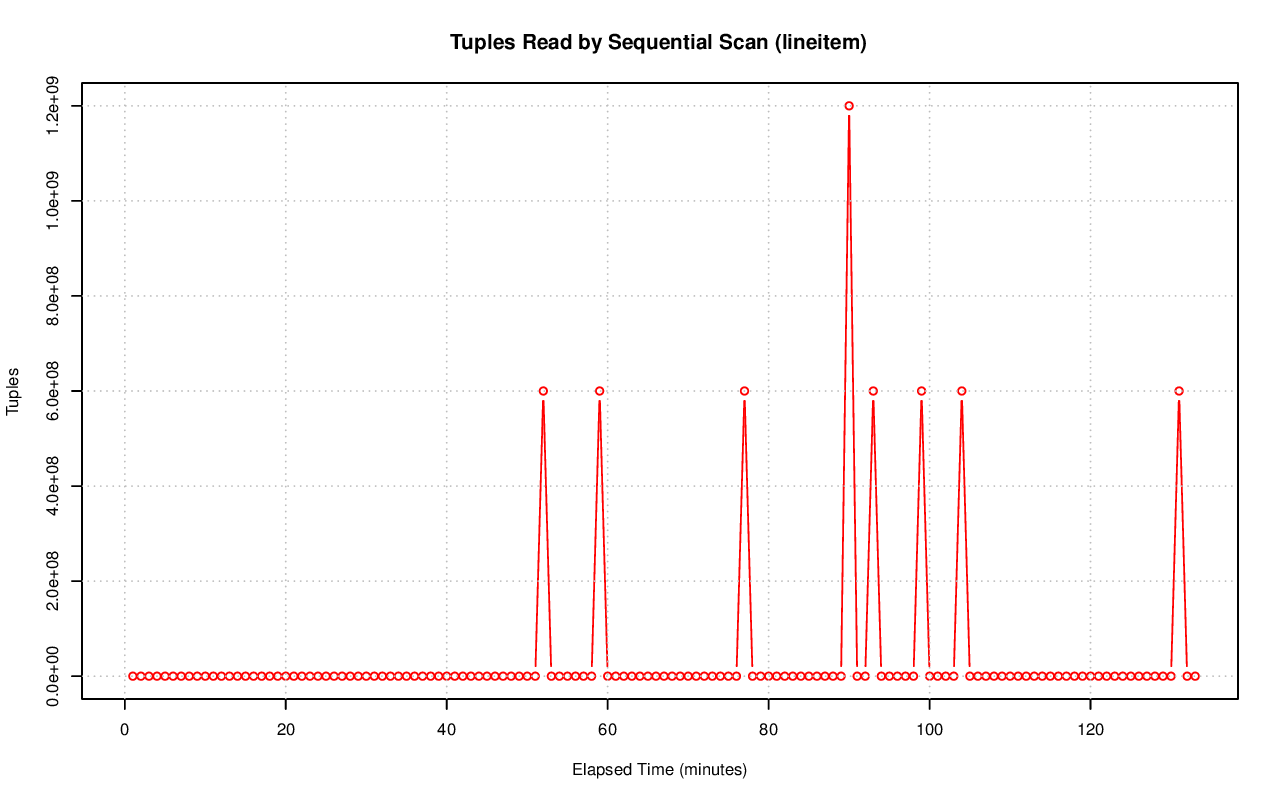 Tuples Read by Sequential Scan (lineitem)
Tuples
1.2e+09
1.0e+09
8.0e+08
6.0e+08
4.0e+08
2.0e+08
0.0e+00
0 20 40 60 80 100 120
Elapsed Time (minutes)